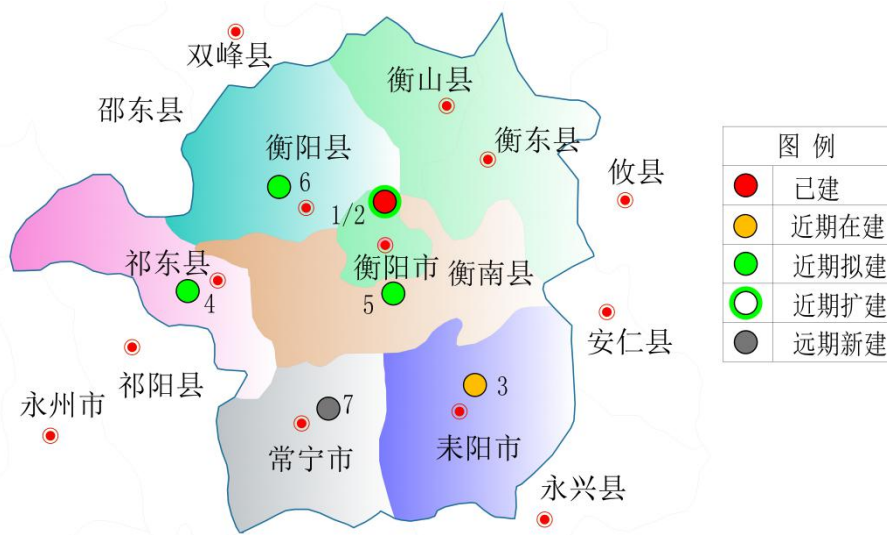 双峰县
衡山县
邵东县
衡阳县
衡东县
6
攸县
1/2
祁东县
衡阳市
衡南县
4
5
安仁县
祁阳县
永州市
7
3
常宁市
耒阳市
永兴县
图 例
已建
近期在建
近期拟建
近期扩建
远期新建